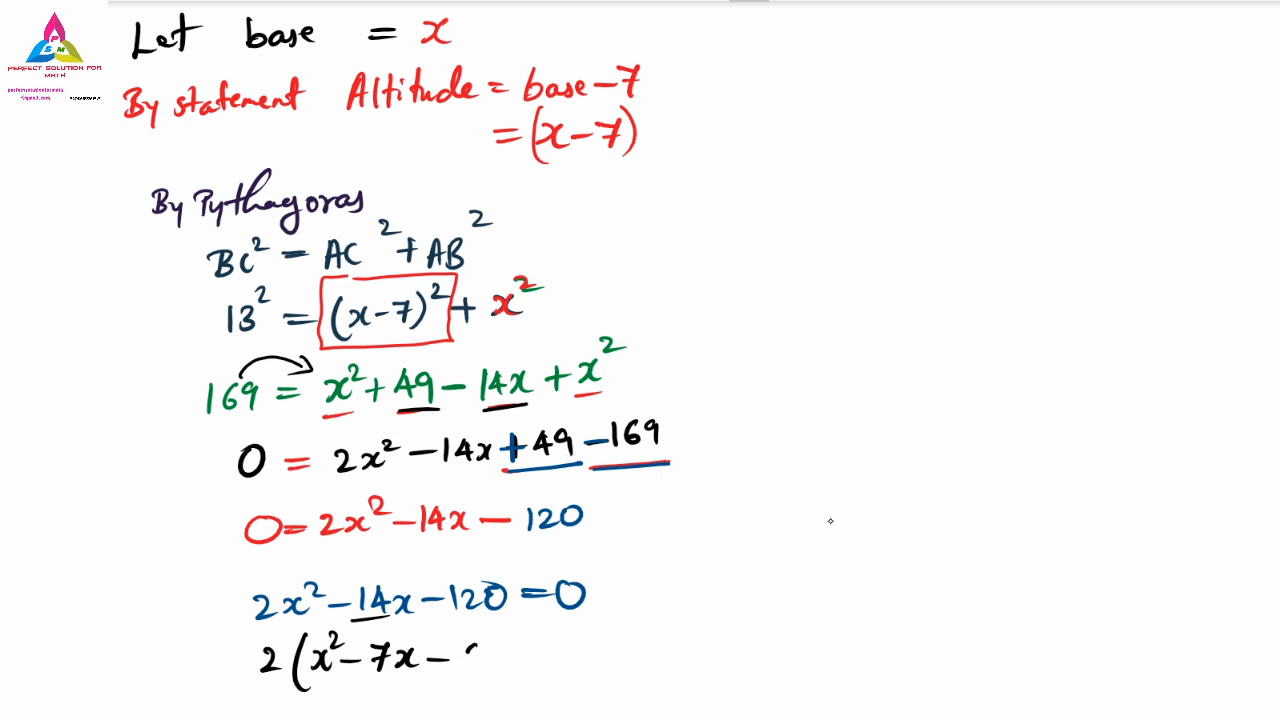 P
S M
PERFECT SOLUTION FOR
MATH
Let base = x
By statement Altitude = base - 7
= (x - 7)
By Pythagoras
BC² = AC² + AB²
13² = (x - 7)² + x²
169 = x² + 49 - 14x + x²
0 = 2x² - 14x + 49 - 169
0 = 2x² - 14x - 120
2x² - 14x - 120 = 0
2(x² - 7x -